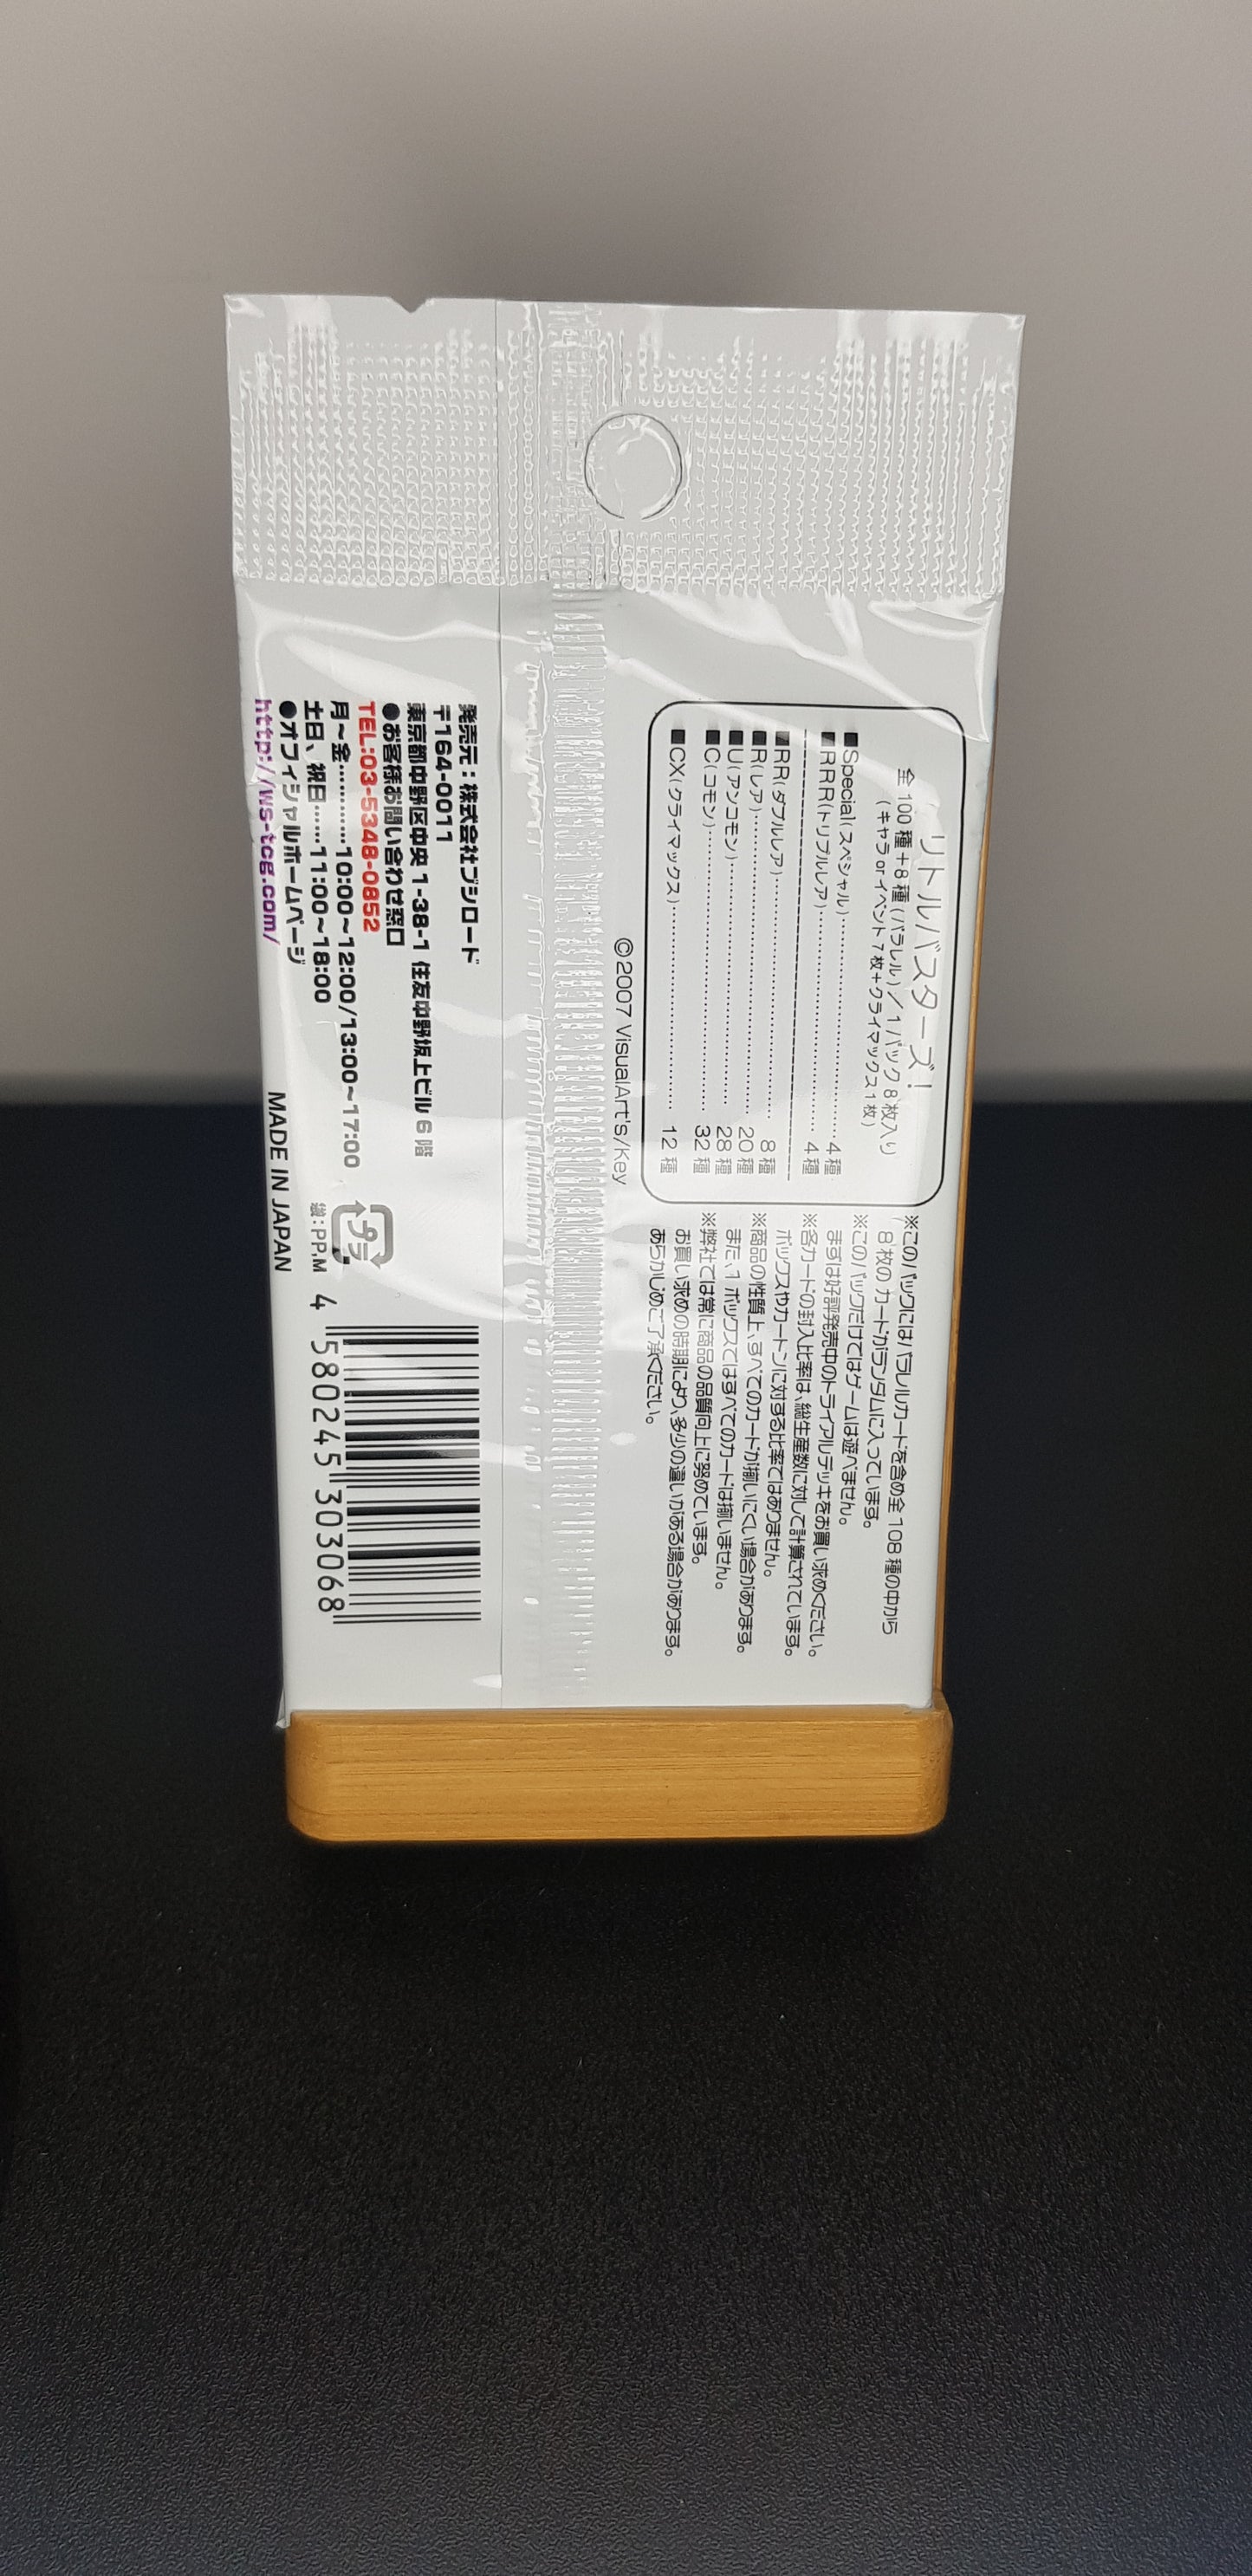 リトルバスターズ!
全100種+8種(パラレル)/1パック8枚入り
(キャラorイベント7枚+クライマックス1枚)
■Special(スペシャル)……………4種
■RRR(トリプルレア)……………4種
■RR(ダブルレア)……………8種
■R(レア)……………20種
■U(アンコモン)……………28種
■C(コモン)……………32種
■CX(クライマックス)……………12種
©2007 VisualArt's/Key
※このパックにはパラレルカードを含め全108種の中から
8枚のカードがランダムに入っています。
※このパックだけではゲームは遊べません。
まずは好評発売中のトライアルデッキをお買い求めください。
※各カードの封入比率は、総生産数に対して計算されています。
ボックスやカートンに対する比率ではありません。
※商品の性質上、すべてのカードが揃いにくい場合があります。
また、1ボックスではすべてのカードは揃いません。
※弊社では常に商品の品質向上に努めています。
お買い求めの時期により、多少の違いがある場合があります。
あらかじめご了承ください。
発売元:株式会社ブシロード
〒164-0011
東京都中野区中央1-38-1 住友中野坂上ビル6階
●お客様お問い合わせ窓口
TEL:03-5348-0852
月~金…………10:00~12:00/13:00~17:00
土日、祝日……11:00~18:00
●オフィシャルホームページ
http://ws-tcg.com/
MADE IN JAPAN
プラ
袋:PP,M
4 580245 303068